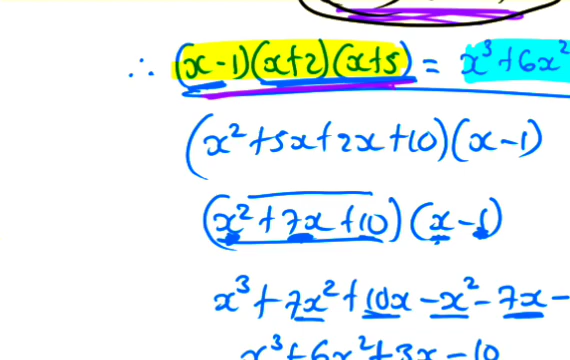 ∴ (x-1)(x+2)(x+5) = x³+6x²
(x²+5x+2x+10)(x-1)
(x²+7x+10)(x-1)
x³+7x²+10x-x²-7x-
x³+6x²+3x-10